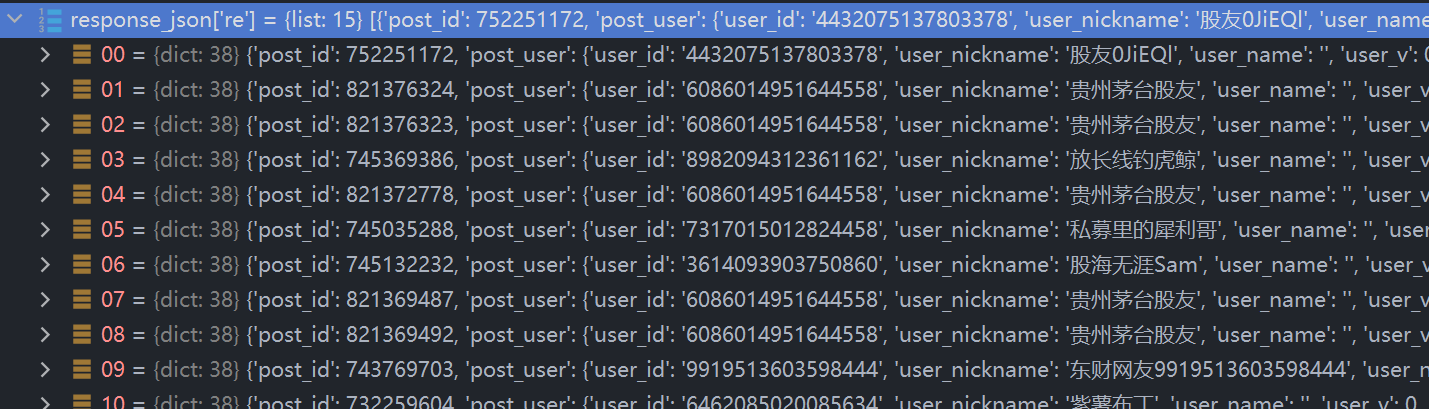 response_json['re'] = {list: 15} [{'post_id': 752251172, 'post_user': {'user_id': '4432075137803378', 'user_nickname': '股友0JiEQl', 'user_name
00 = {dict: 38} {'post_id': 752251172, 'post_user': {'user_id': '4432075137803378', 'user_nickname': '股友0JiEQl', 'user_name': '', 'user_v': 0
01 = {dict: 38} {'post_id': 821376324, 'post_user': {'user_id': '6086014951644558', 'user_nickname': '贵州茅台股友', 'user_name': '', 'user_v
02 = {dict: 38} {'post_id': 821376323, 'post_user': {'user_id': '6086014951644558', 'user_nickname': '贵州茅台股友', 'user_name': '', 'user_v
03 = {dict: 38} {'post_id': 745369386, 'post_user': {'user_id': '8982094312361162', 'user_nickname': '放长线钓虎鲸', 'user_name': '', 'user_v
04 = {dict: 38} {'post_id': 821372778, 'post_user': {'user_id': '6086014951644558', 'user_nickname': '贵州茅台股友', 'user_name': '', 'user_v
05 = {dict: 38} {'post_id': 745035288, 'post_user': {'user_id': '7317015012824458', 'user_nickname': '私募里的犀利哥', 'user_name': '', 'user
06 = {dict: 38} {'post_id': 745132232, 'post_user': {'user_id': '3614093903750860', 'user_nickname': '股海无涯Sam', 'user_name': '', 'user_v
07 = {dict: 38} {'post_id': 821369487, 'post_user': {'user_id': '6086014951644558', 'user_nickname': '贵州茅台股友', 'user_name': '', 'user_v
08 = {dict: 38} {'post_id': 821369492, 'post_user': {'user_id': '6086014951644558', 'user_nickname': '贵州茅台股友', 'user_name': '', 'user_v
09 = {dict: 38} {'post_id': 743769703, 'post_user': {'user_id': '9919513603598444', 'user_nickname': '东财网友9919513603598444', 'user_n
10 = {dict: 38} {'post_id': 732259604, 'post_user': {'user_id': '6462085020085634', 'user_nickname': '紫薯布丁', 'user_name': '', 'user_v': 0